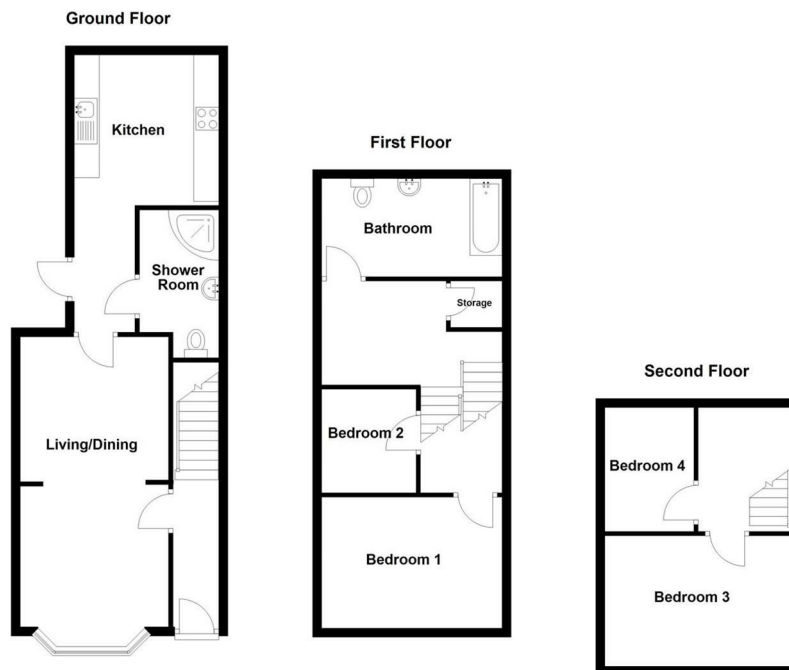 Ground Floor
Kitchen
Shower
Room
Living/Dining
First Floor
Bathroom
Storage
Bedroom 2
Bedroom 1
Second Floor
Bedroom 4
Bedroom 3